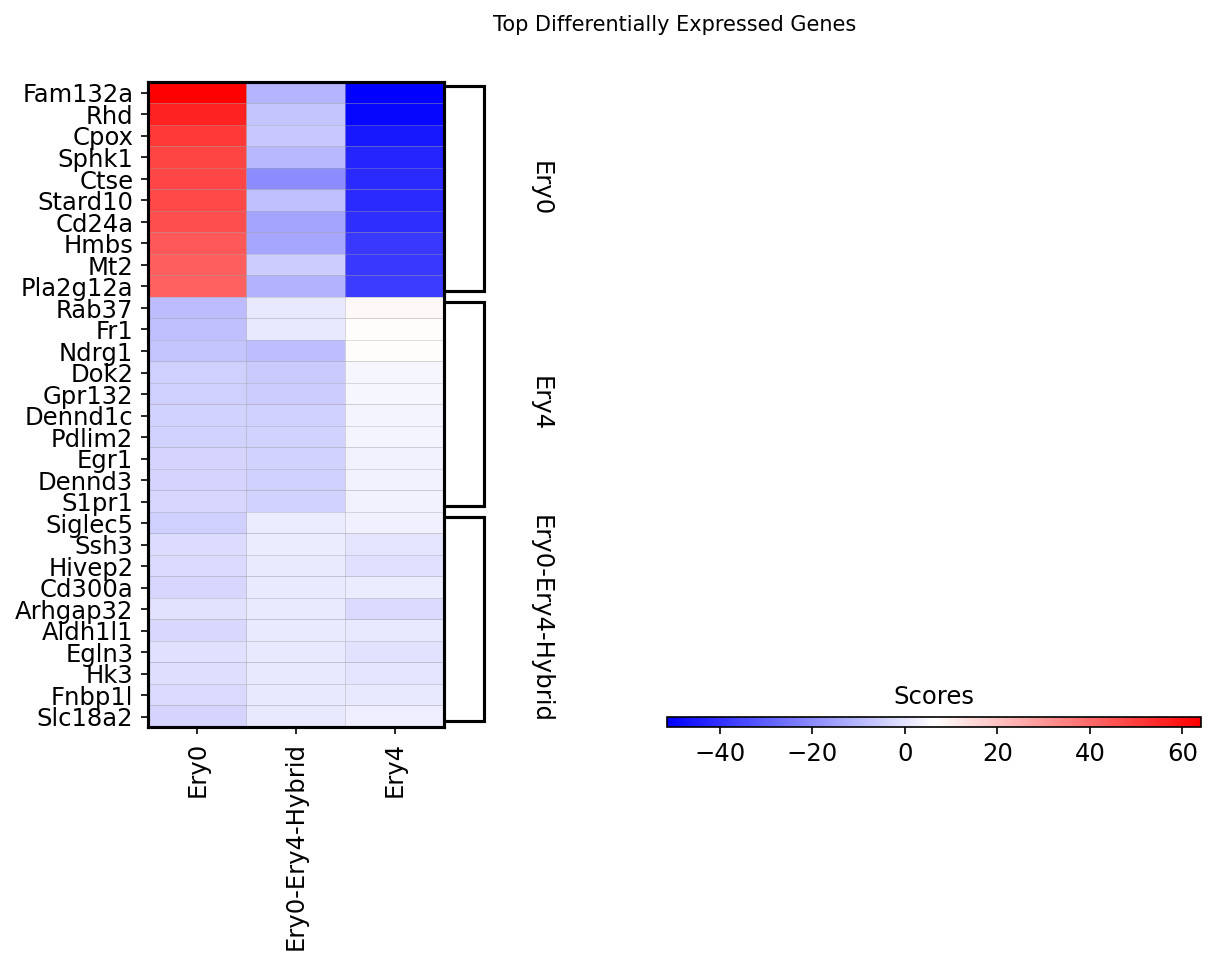 Top Differentially Expressed Genes
Fam132a
Rhd
Cpox
Sphk1
Ctse
Stard10
Cd24a
Hmbs
Mt2
Pla2g12a
Rab37
Fr1
Ndrg1
Dok2
Gpr132
Dennd1c
Pdlim2
Egr1
Dennd3
S1pr1
Siglec5
Ssh3
Hivep2
Cd300a
Arhgap32
Aldh1l1
Egln3
Hk3
Fnbp1l
Slc18a2
Ery0
Ery4
Ery0-Ery4-Hybrid
Ery0
Ery0-Ery4-Hybrid
Ery4
Scores
−40 −20 0 20 40 60